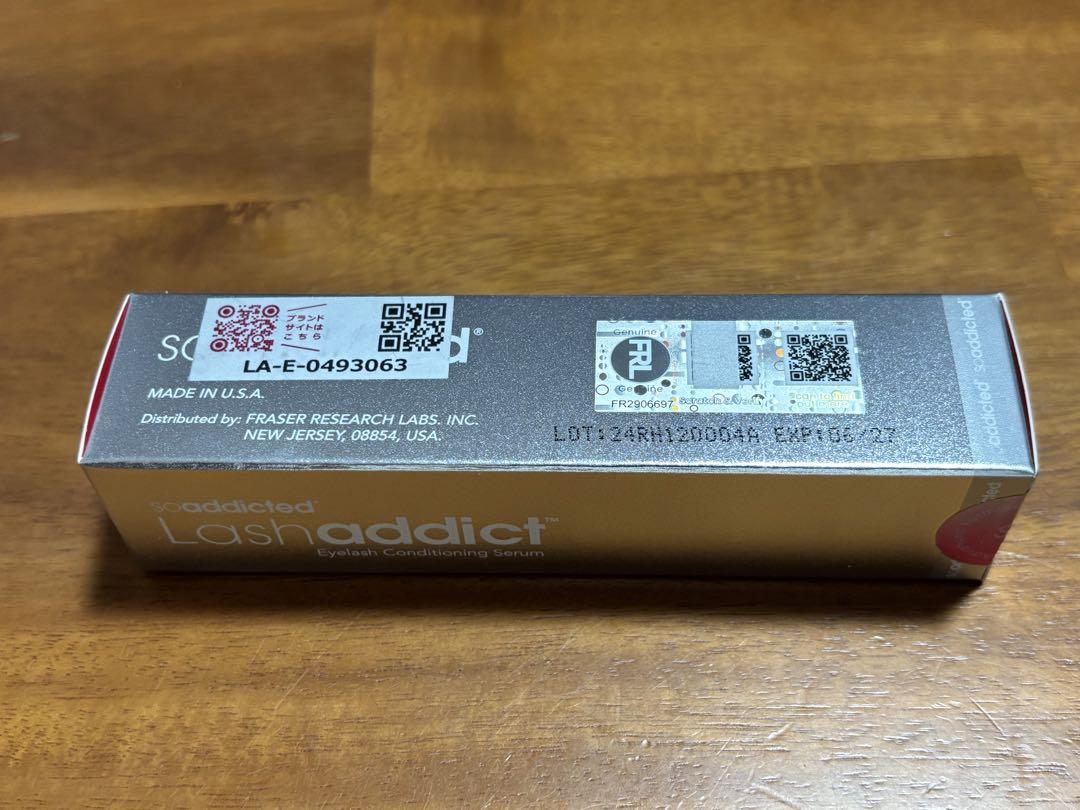 ブランド
サイトは
こちら
LA-E-0493063
MADE IN U.S.A.
Distributed by: FRASER RESEARCH LABS. INC.
NEW JERSEY, 08854, USA.
Genuine
FRL
Genuine
FR2906697
LOT:24RH12D004A EXP:06/27
soaddicted®
addicted
soaddicted®
Lashaddict™
Eyelash Conditioning Serum